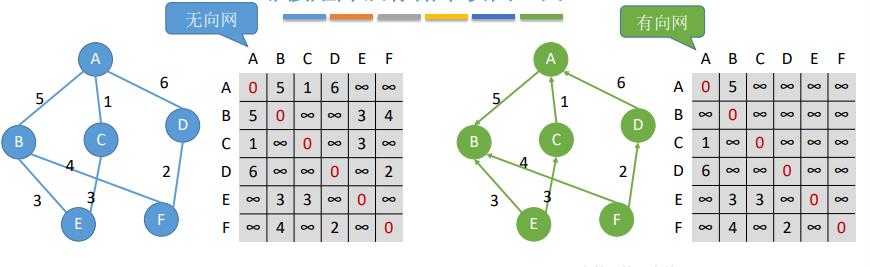 无向网
有向网
A
5
1
6
B
C
D
4
2
3
3
E
F
A B C D E F
A 0 5 1 6 ∞ ∞
B 5 0 ∞ ∞ 3 4
C 1 ∞ 0 ∞ 3 ∞
D 6 ∞ ∞ 0 ∞ 2
E ∞ 3 3 ∞ 0 ∞
F ∞ 4 ∞ 2 ∞ 0
A
5
1
6
B
C
D
4
2
3
3
E
F
A B C D E F
A 0 5 ∞ ∞ ∞ ∞
B ∞ 0 ∞ ∞ ∞ ∞
C 1 ∞ 0 ∞ ∞ ∞
D 6 ∞ ∞ 0 ∞ ∞
E ∞ 3 3 ∞ 0 ∞
F ∞ 4 ∞ 2 ∞ 0